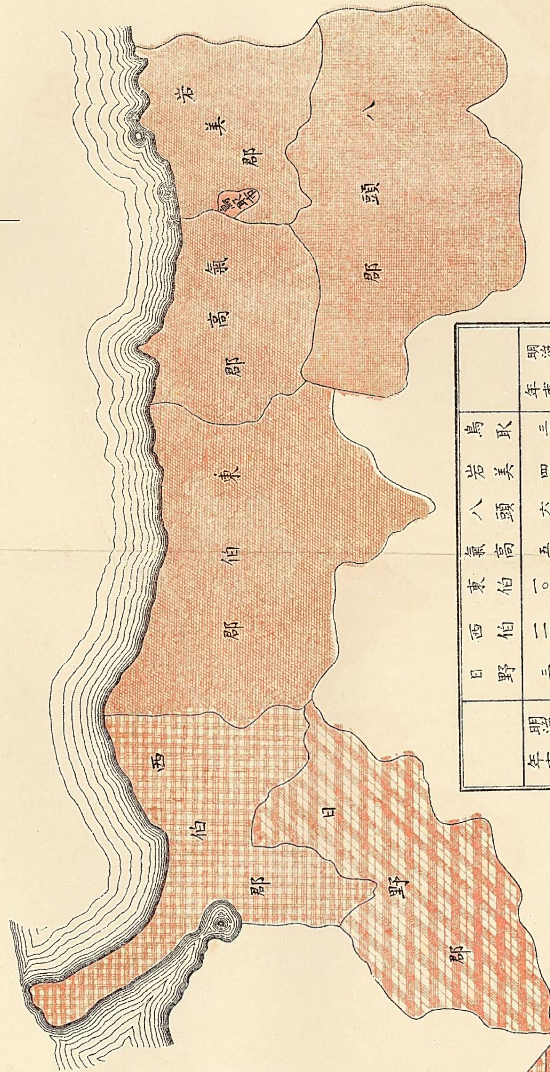 岩美郡
鳥取市
八頭郡
氣高郡
東伯郡
西伯郡
日野郡
鳥取
岩美
八頭
氣高
東伯
西伯
日野
三
四
六
五
一〇
一二
三